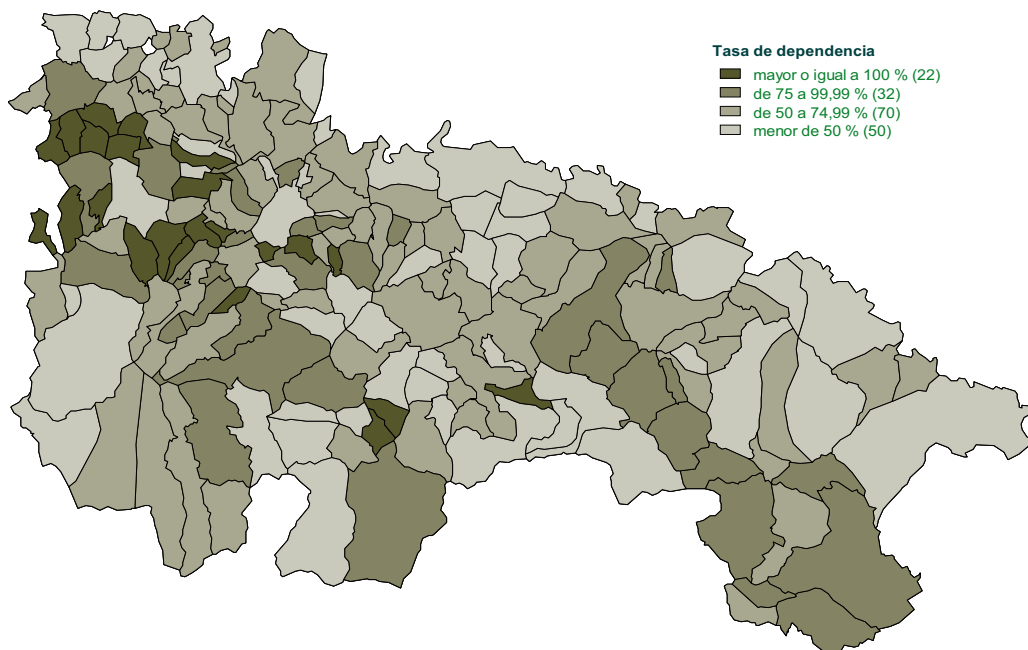 Tasa de dependencia
mayor o igual a 100 % (22)
de 75 a 99,99 % (32)
de 50 a 74,99 % (70)
menor de 50 % (50)